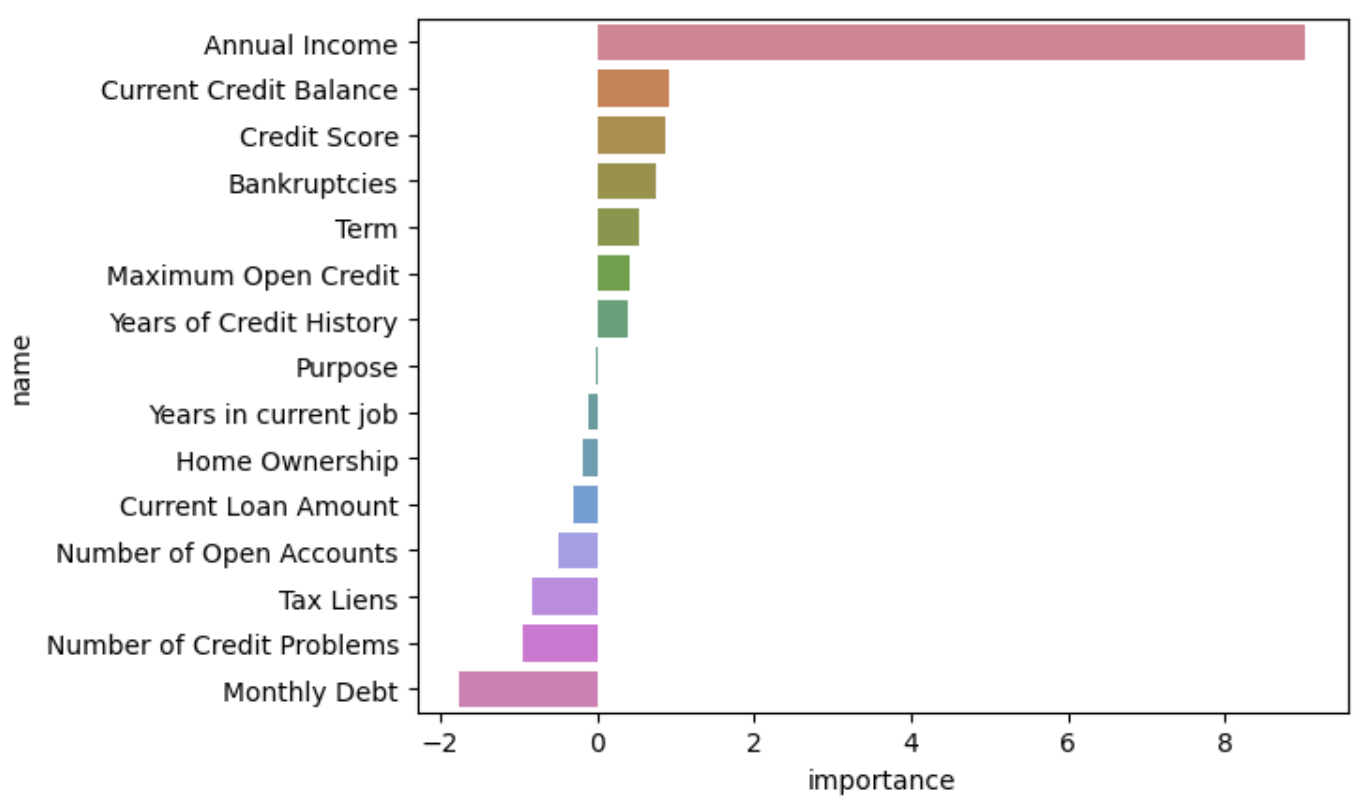 Annual Income
Current Credit Balance
Credit Score
Bankruptcies
Term
Maximum Open Credit
Years of Credit History
Purpose
Years in current job
Home Ownership
Current Loan Amount
Number of Open Accounts
Tax Liens
Number of Credit Problems
Monthly Debt
name
−2 0 2 4 6 8
importance